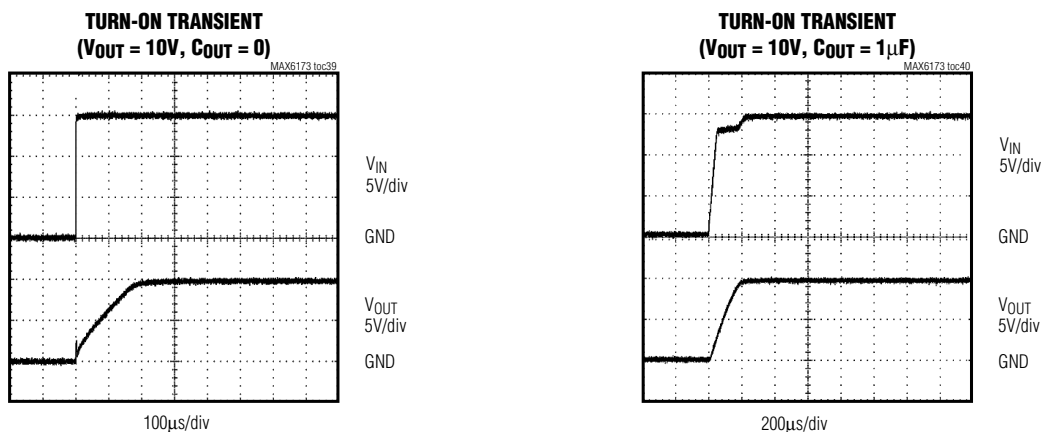 TURN-ON TRANSIENT
(VOUT = 10V, COUT = 0)
MAX6173 toc39
VIN
5V/div
GND
VOUT
5V/div
GND
100μs/div
TURN-ON TRANSIENT
(VOUT = 10V, COUT = 1μF)
MAX6173 toc40
VIN
5V/div
GND
VOUT
5V/div
GND
200μs/div